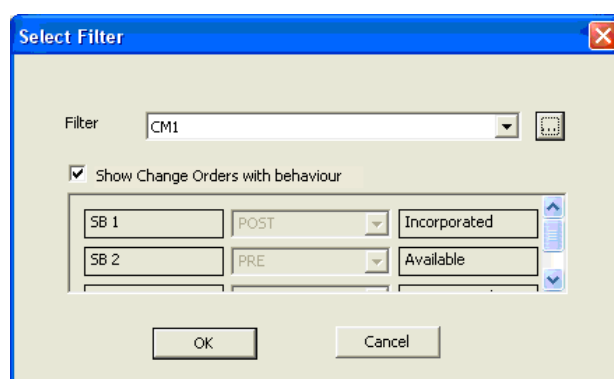 Select Filter
Filter CM1 ...
Show Change Orders with behaviour
SB 1 POST Incorporated
SB 2 PRE Available
OK Cancel